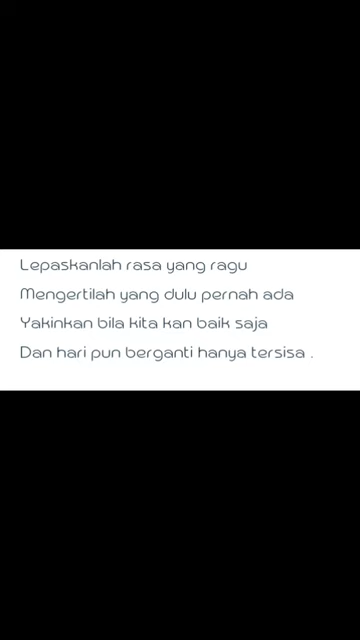 Lepaskanlah rasa yang ragu
Mengertilah yang dulu pernah ada
Yakinkan bila kita kan baik saja
Dan hari pun berganti hanya tersisa .